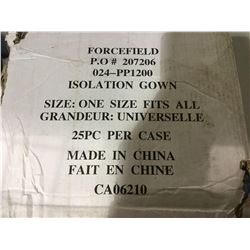 FORCEFIELD
P.O # 207206
024-PP1200
ISOLATION GOWN
SIZE: ONE SIZE FITS ALL
GRANDEUR: UNIVERSELLE
25PC PER CASE
MADE IN CHINA
FAIT EN CHINE
CA06210